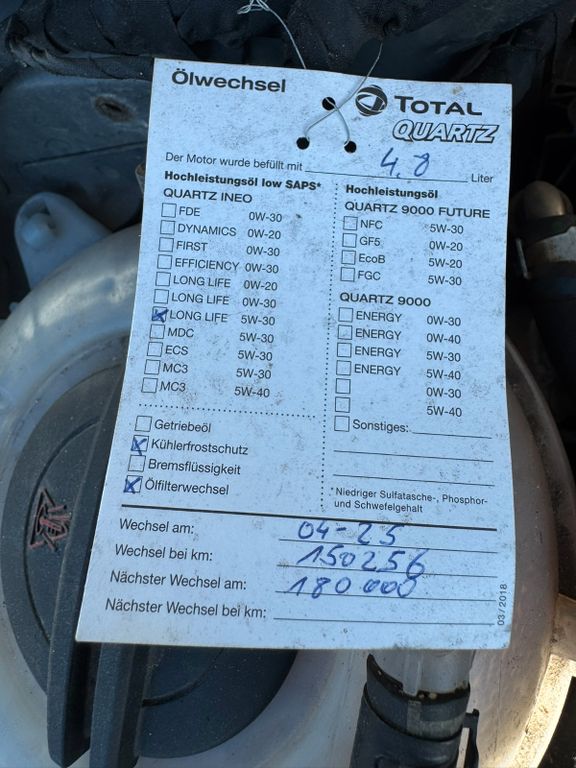 Ölwechsel
TOTAL
QUARTZ
Der Motor wurde befüllt mit 4,8 Liter
Hochleistungsöl low SAPS*
QUARTZ INEO
FDE 0W-30
DYNAMICS 0W-20
FIRST 0W-30
EFFICIENCY 0W-30
LONG LIFE 0W-20
LONG LIFE 0W-30
LONG LIFE 5W-30
MDC 5W-30
ECS 5W-30
MC3 5W-30
MC3 5W-40
Hochleistungsöl
QUARTZ 9000 FUTURE
NFC 5W-30
GF5 0W-20
EcoB 5W-20
FGC 5W-30
QUARTZ 9000
ENERGY 0W-30
ENERGY 0W-40
ENERGY 5W-30
ENERGY 5W-40
0W-30
5W-40
Sonstiges:
Getriebeöl
Kühlerfrostschutz
Bremsflüssigkeit
Ölfilterwechsel
* Niedriger Sulfatasche-, Phosphor-
und Schwefelgehalt
Wechsel am: 04-25
Wechsel bei km: 150256
Nächster Wechsel am: 180000
Nächster Wechsel bei km:
03/2018